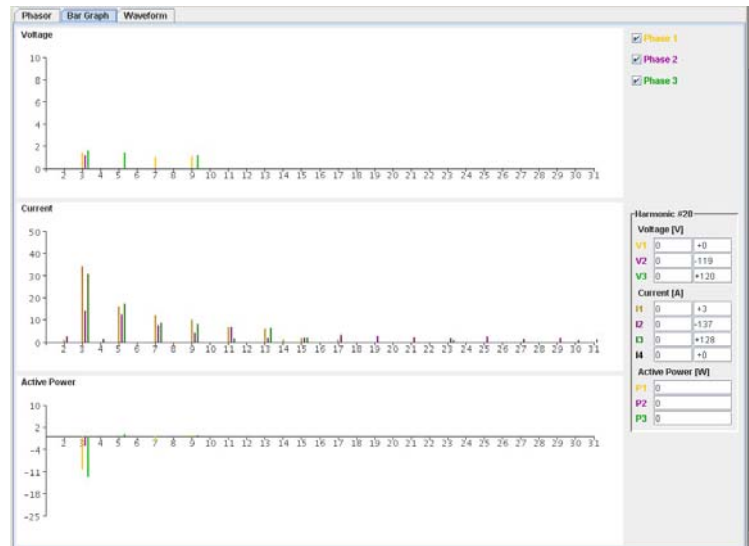 Phasor Bar Graph Waveform
Voltage
10
8
6
4
2
0
2 3 4 5 6 7 8 9 10 11 12 13 14 15 16 17 18 19 20 21 22 23 24 25 26 27 28 29 30 31
Phase 1
Phase 2
Phase 3
Current
50
40
30
20
10
0
2 3 4 5 6 7 8 9 10 11 12 13 14 15 16 17 18 19 20 21 22 23 24 25 26 27 28 29 30 31
Active Power
10
2
-4
-11
-18
-25
2 3 4 5 6 7 8 9 10 11 12 13 14 15 16 17 18 19 20 21 22 23 24 25 26 27 28 29 30 31
Harmonic #20
Voltage [V]
V1 0 +0
V2 0 -119
V3 0 +120
Current [A]
I1 0 +3
I2 0 -137
I3 0 +128
I4 0 +0
Active Power [W]
P1 0
P2 0
P3 0